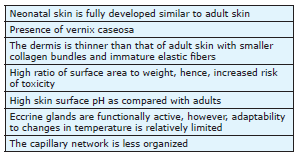 Neonatal skin is fully developed similar to adult skin
Presence of vernix caseosa
The dermis is thinner than that of adult skin with smaller
collagen bundles and immature elastic fibers
High ratio of surface area to weight, hence, increased risk
of toxicity
High skin surface pH as compared with adults
Eccrine glands are functionally active, however, adaptability
to changes in temperature is relatively limited
The capillary network is less organized